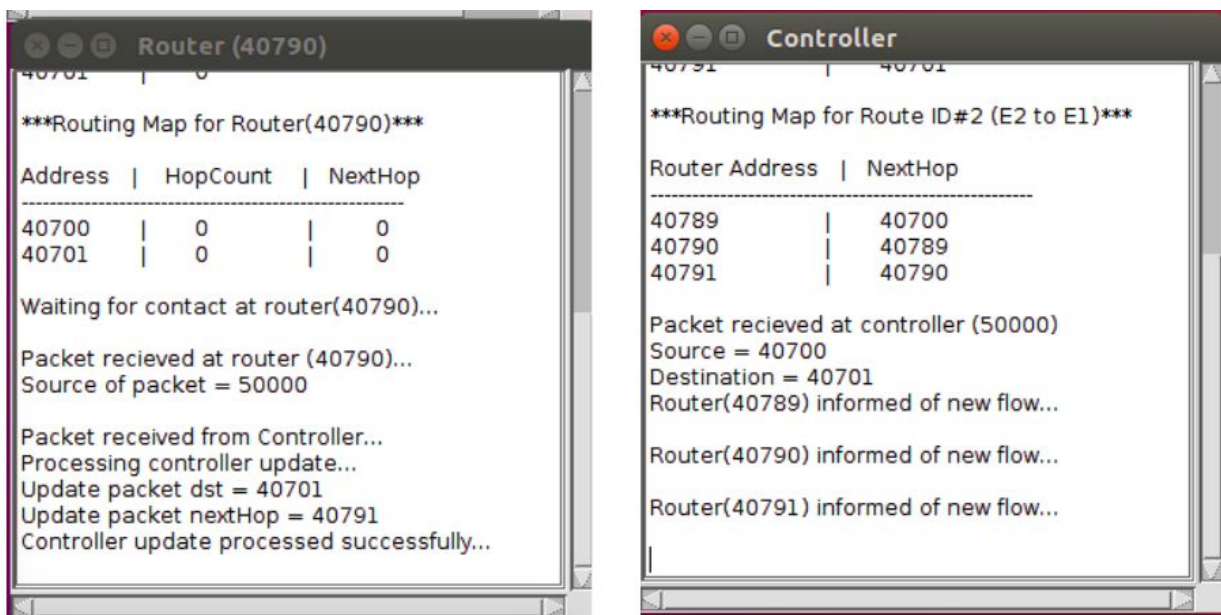 Router (40790)
40701 | 0
***Routing Map for Router(40790)***
Address | HopCount | NextHop
------------------------------------------------------
40700 | 0 | 0
40701 | 0 | 0
Waiting for contact at router(40790)...
Packet recieved at router (40790)...
Source of packet = 50000
Packet received from Controller...
Processing controller update...
Update packet dst = 40701
Update packet nextHop = 40791
Controller update processed successfully...
Controller
40791 | 40701
***Routing Map for Route ID#2 (E2 to E1)***
Router Address | NextHop
------------------------------------------------------
40789 | 40700
40790 | 40789
40791 | 40790
Packet recieved at controller (50000)
Source = 40700
Destination = 40701
Router(40789) informed of new flow...
Router(40790) informed of new flow...
Router(40791) informed of new flow...